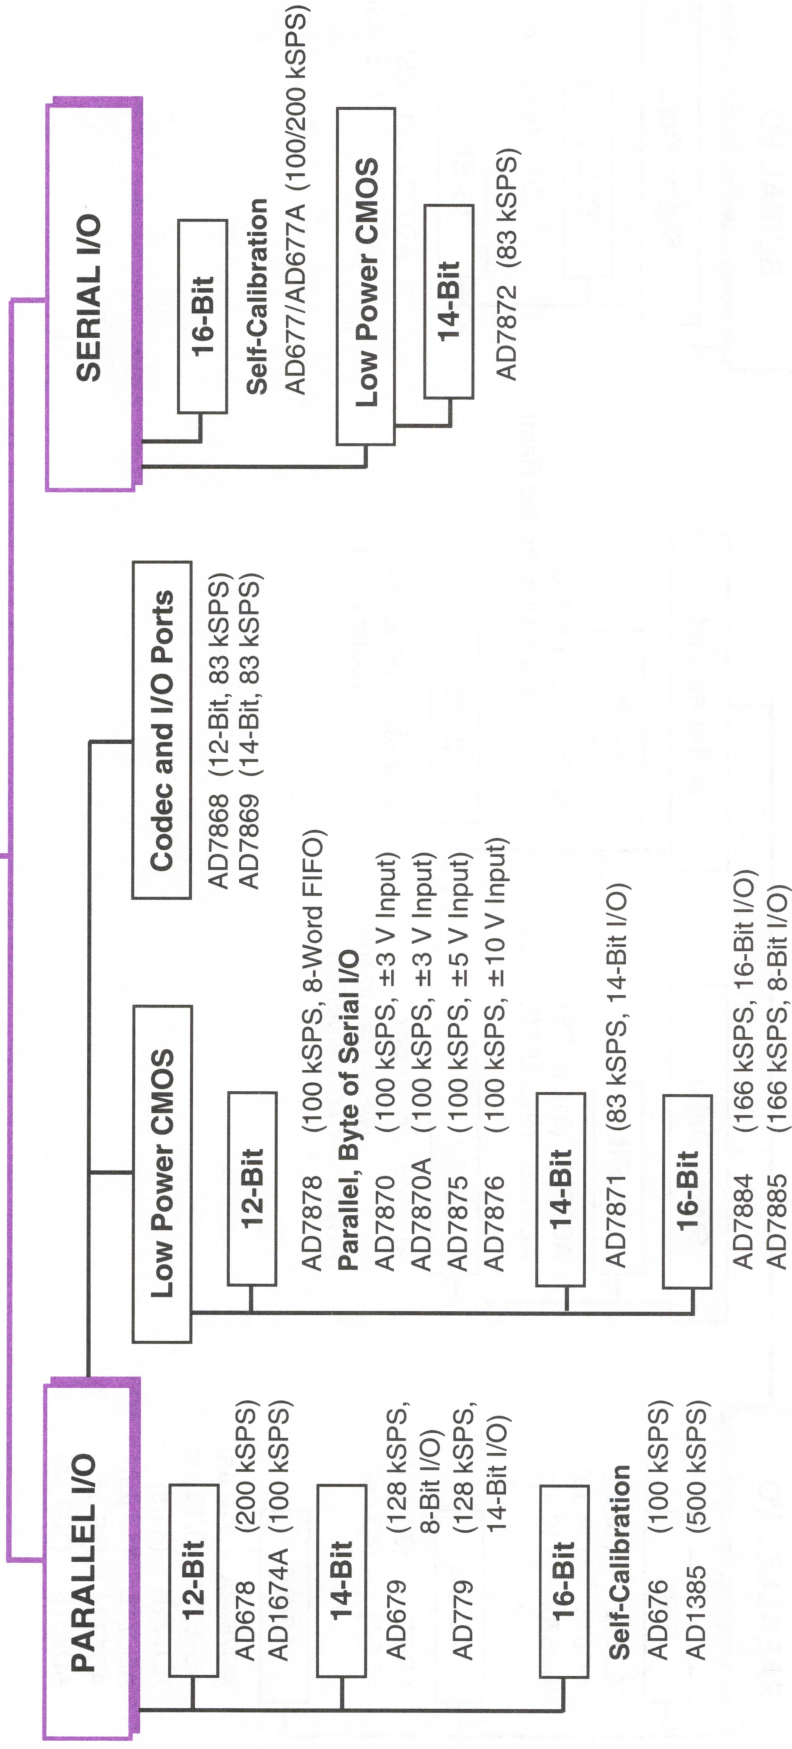 PARALLEL I/O
12-Bit
AD678 (200 kSPS)
AD1674A (100 kSPS)
14-Bit
AD679 (128 kSPS,
8-Bit I/O)
AD779 (128 kSPS,
14-Bit I/O)
16-Bit
Self-Calibration
AD676 (100 kSPS)
AD1385 (500 kSPS)
Low Power CMOS
12-Bit
AD7878 (100 kSPS, 8-Word FIFO)
Parallel, Byte of Serial I/O
AD7870 (100 kSPS, ±3 V Input)
AD7870A (100 kSPS, ±3 V Input)
AD7875 (100 kSPS, ±5 V Input)
AD7876 (100 kSPS, ±10 V Input)
14-Bit
AD7871 (83 kSPS, 14-Bit I/O)
16-Bit
AD7884 (166 kSPS, 16-Bit I/O)
AD7885 (166 kSPS, 8-Bit I/O)
Codec and I/O Ports
AD7868 (12-Bit, 83 kSPS)
AD7869 (14-Bit, 83 kSPS)
SERIAL I/O
16-Bit
Self-Calibration
AD677/AD677A (100/200 kSPS)
Low Power CMOS
14-Bit
AD7872 (83 kSPS)